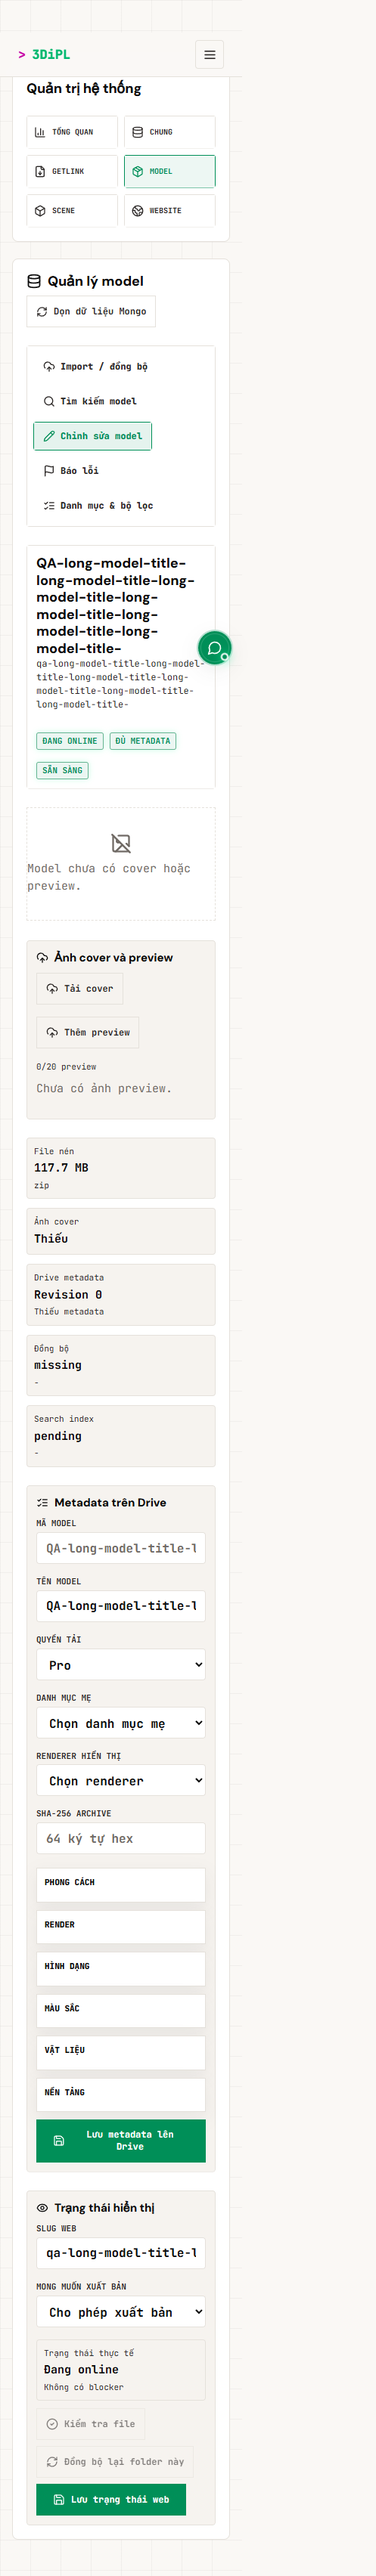 > 3DiPL
Quản trị hệ thống
TỔNG QUAN
CHUNG
GETLINK
MODEL
SCENE
WEBSITE
Quản lý model
Dọn dữ liệu Mongo
Import / đồng bộ
Tìm kiếm model
Chỉnh sửa model
Báo lỗi
Danh mục & bộ lọc
QA-long-model-title-
long-model-title-long-
model-title-long-
model-title-long-
model-title-long-
model-title-
qa-long-model-title-long-model-
title-long-model-title-long-
model-title-long-model-title-
long-model-title-
ĐANG ONLINE
ĐỦ METADATA
SẴN SÀNG
Model chưa có cover hoặc
preview.
Ảnh cover và preview
Tải cover
Thêm preview
0/20 preview
Chưa có ảnh preview.
File nén
117.7 MB
zip
Ảnh cover
Thiếu
Drive metadata
Revision 0
Thiếu metadata
Đồng bộ
missing
-
Search index
pending
-
Metadata trên Drive
MÃ MODEL
QA-long-model-title-l
TÊN MODEL
QA-long-model-title-l
QUYỀN TẢI
Pro
DANH MỤC MẸ
Chọn danh mục mẹ
RENDERER HIỂN THỊ
Chọn renderer
SHA-256 ARCHIVE
64 ký tự hex
PHONG CÁCH
RENDER
HÌNH DẠNG
MÀU SẮC
VẬT LIỆU
NỀN TẢNG
Lưu metadata lên
Drive
Trạng thái hiển thị
SLUG WEB
qa-long-model-title-l
MONG MUỐN XUẤT BẢN
Cho phép xuất bản
Trạng thái thực tế
Đang online
Không có blocker
Kiểm tra file
Đồng bộ lại folder này
Lưu trạng thái web